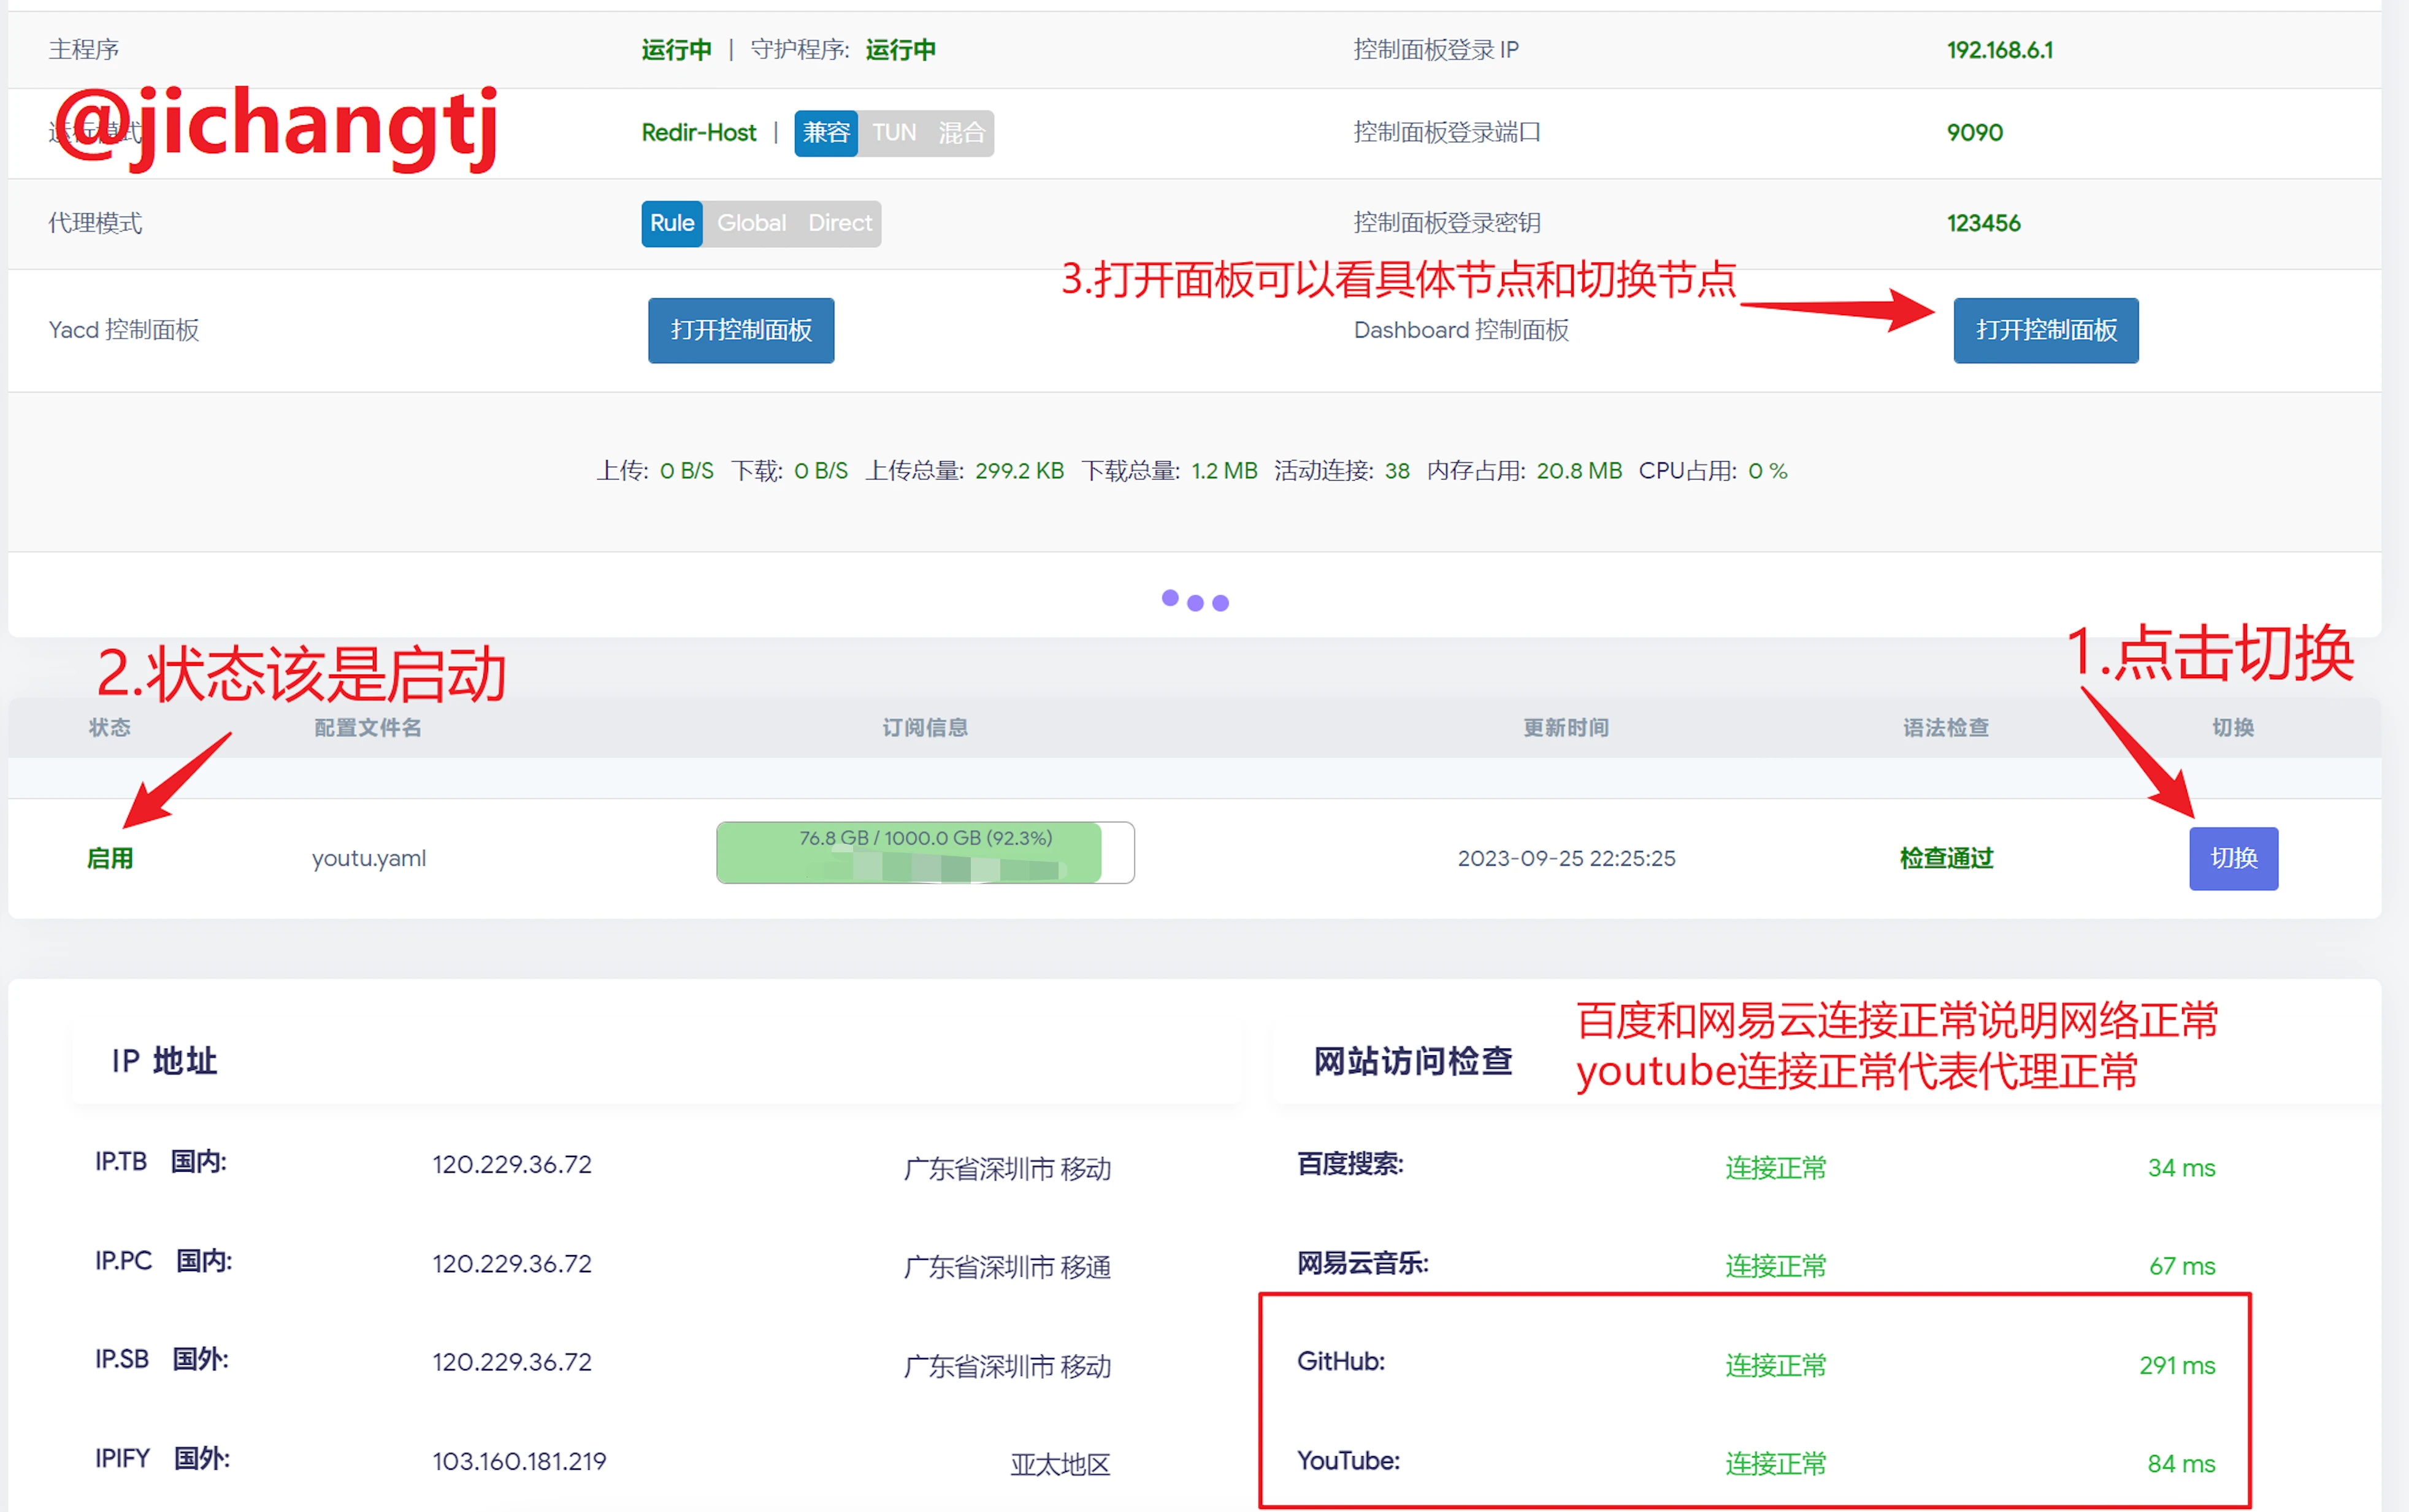 主程序 运行中 | 守护程序: 运行中 控制面板登录 IP 192.168.6.1
@jichangtj
运行模式 Redir-Host | 兼容 TUN 混合 控制面板登录端口 9090
代理模式 Rule Global Direct 控制面板登录密钥 123456
3.打开面板可以看具体节点和切换节点
Yacd 控制面板 打开控制面板 Dashboard 控制面板 打开控制面板
上传: 0 B/S 下载: 0 B/S 上传总量: 299.2 KB 下载总量: 1.2 MB 活动连接: 38 内存占用: 20.8 MB CPU占用: 0 %
2.状态该是启动
1.点击切换
状态 配置文件名 订阅信息 更新时间 语法检查 切换
启用 youtu.yaml 76.8 GB / 1000.0 GB (92.3%) 2023-09-25 22:25:25 检查通过 切换
百度和网易云连接正常说明网络正常
youtube连接正常代表代理正常
IP 地址
网站访问检查
IP.TB 国内: 120.229.36.72 广东省深圳市 移动
百度搜索: 连接正常 34 ms
IP.PC 国内: 120.229.36.72 广东省深圳市 移通
网易云音乐: 连接正常 67 ms
IP.SB 国外: 120.229.36.72 广东省深圳市 移动
GitHub: 连接正常 291 ms
IPIFY 国外: 103.160.181.219 亚太地区
YouTube: 连接正常 84 ms